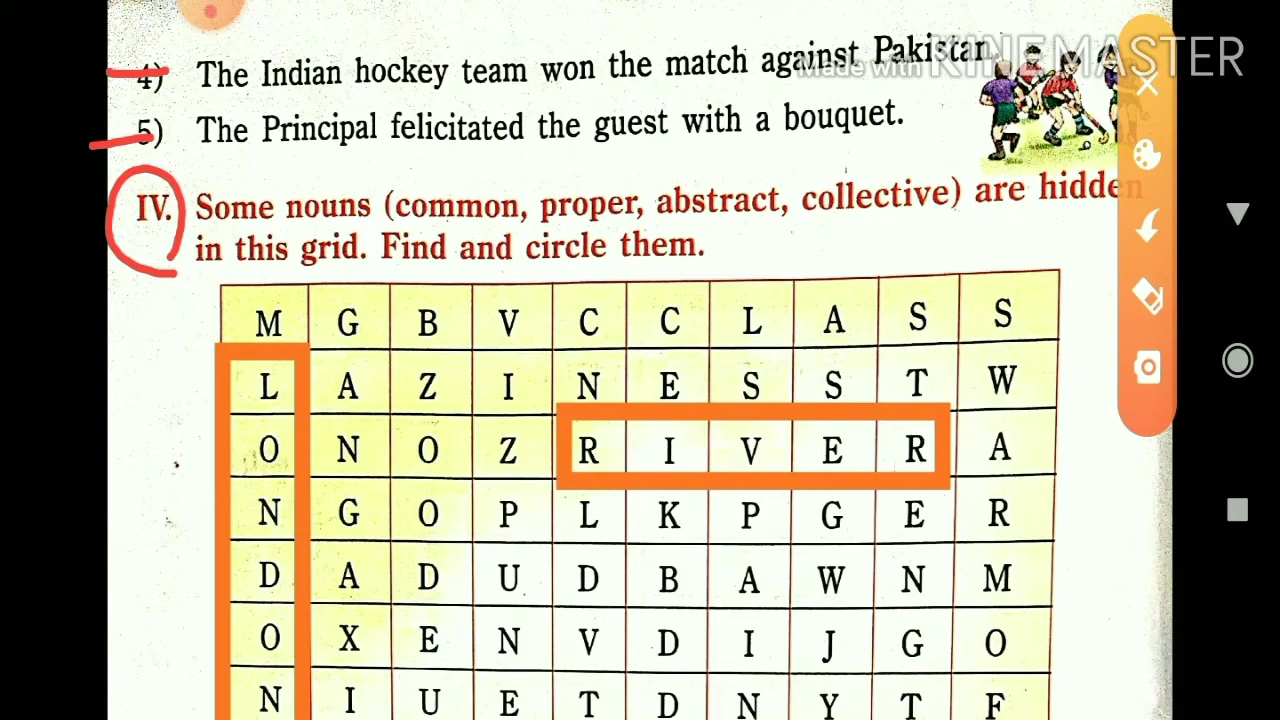 4) The Indian hockey team won the match against Pakistan
Made with KINEMASTER
5) The Principal felicitated the guest with a bouquet.
IV. Some nouns (common, proper, abstract, collective) are hidden
in this grid. Find and circle them.
M G B V C C L A S S
L A Z I N E S S T W
O N O Z R I V E R A
N G O P L K P G E R
D A D U D B A W N M
O X E N V D I J G O
N I U E T D N Y T F